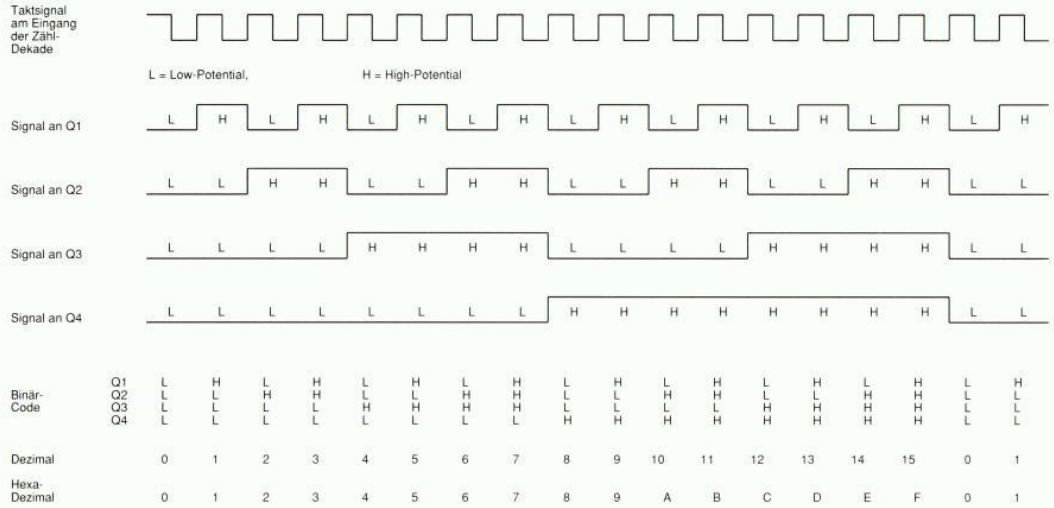 Taktsignal
am Eingang
der Zähl-
Dekade
L = Low-Potential, H = High-Potential
Signal an Q1 L H L H L H L H L H L H L H L H L H
Signal an Q2 L L H H L L H H L L H H L L H H L L
Signal an Q3 L L L L H H H H L L L L H H H H L L
Signal an Q4 L L L L L L L L H H H H H H H H L L
Binär-
Code
Q1 L H L H L H L H L H L H L H L H L H
Q2 L L H H L L H H L L H H L L H H L L
Q3 L L L L H H H H L L L L H H H H L L
Q4 L L L L L L L L H H H H H H H H L L
Dezimal 0 1 2 3 4 5 6 7 8 9 10 11 12 13 14 15 0 1
Hexa-
Dezimal 0 1 2 3 4 5 6 7 8 9 A B C D E F 0 1